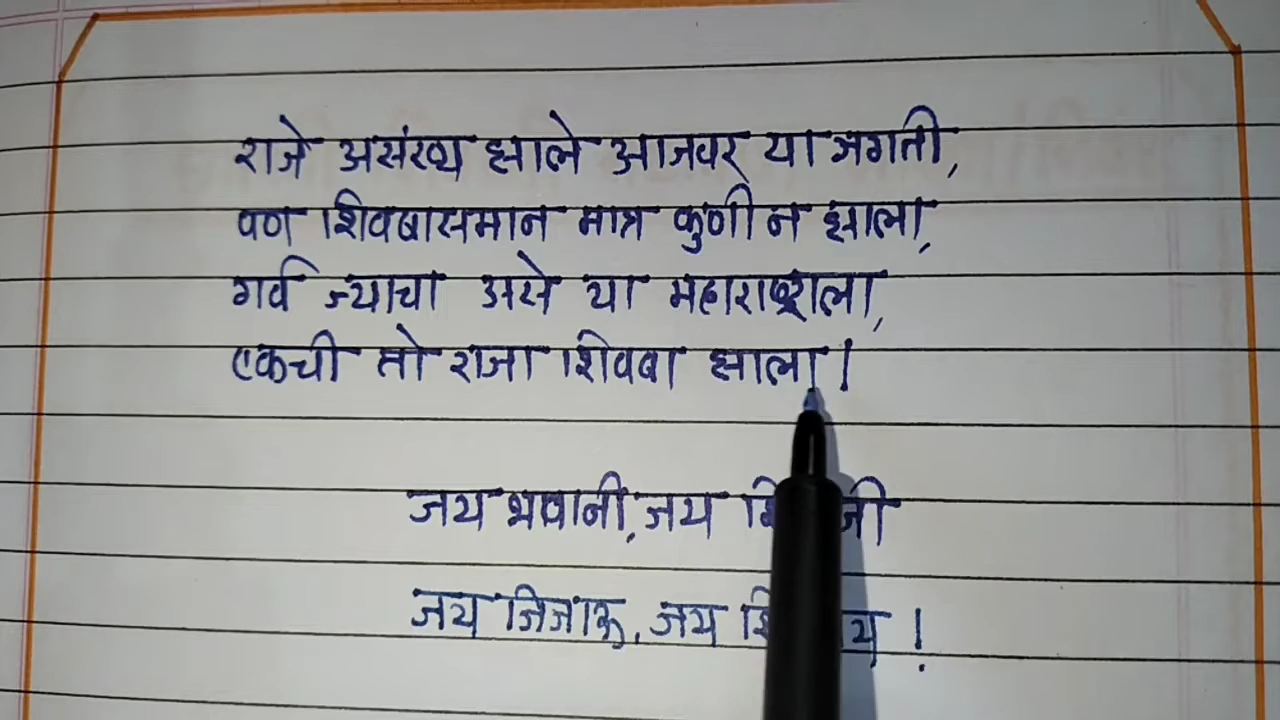 राजे असंख्य झाले आजवर या जगती,
पण शिवबासमान मात्र कुणी न झाला,
गर्व ज्याचा असे या महाराष्ट्राला,
एकची तो राजा शिवबा झाला!
जय भवानी, जय
जय जिजाऊ, जय